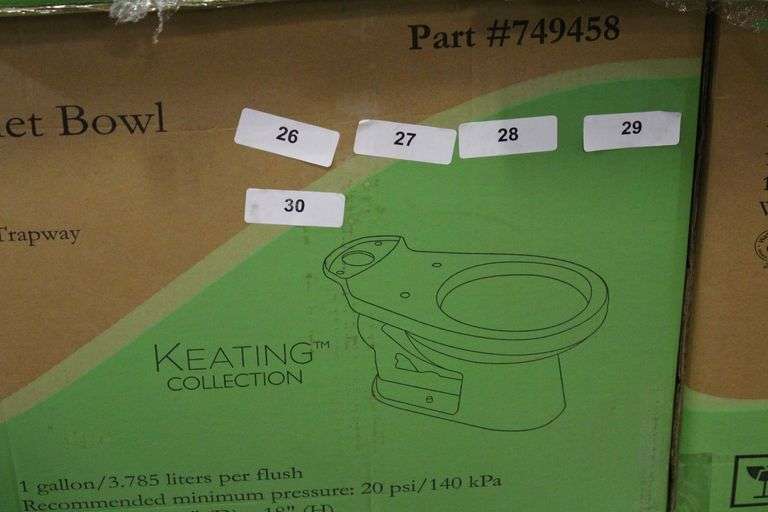 Part #749458
et Bowl
26
27
28
29
30
Trapway
KEATING™
COLLECTION
1 gallon/3.785 liters per flush
Recommended minimum pressure: 20 psi/140 kPa
18" (H)